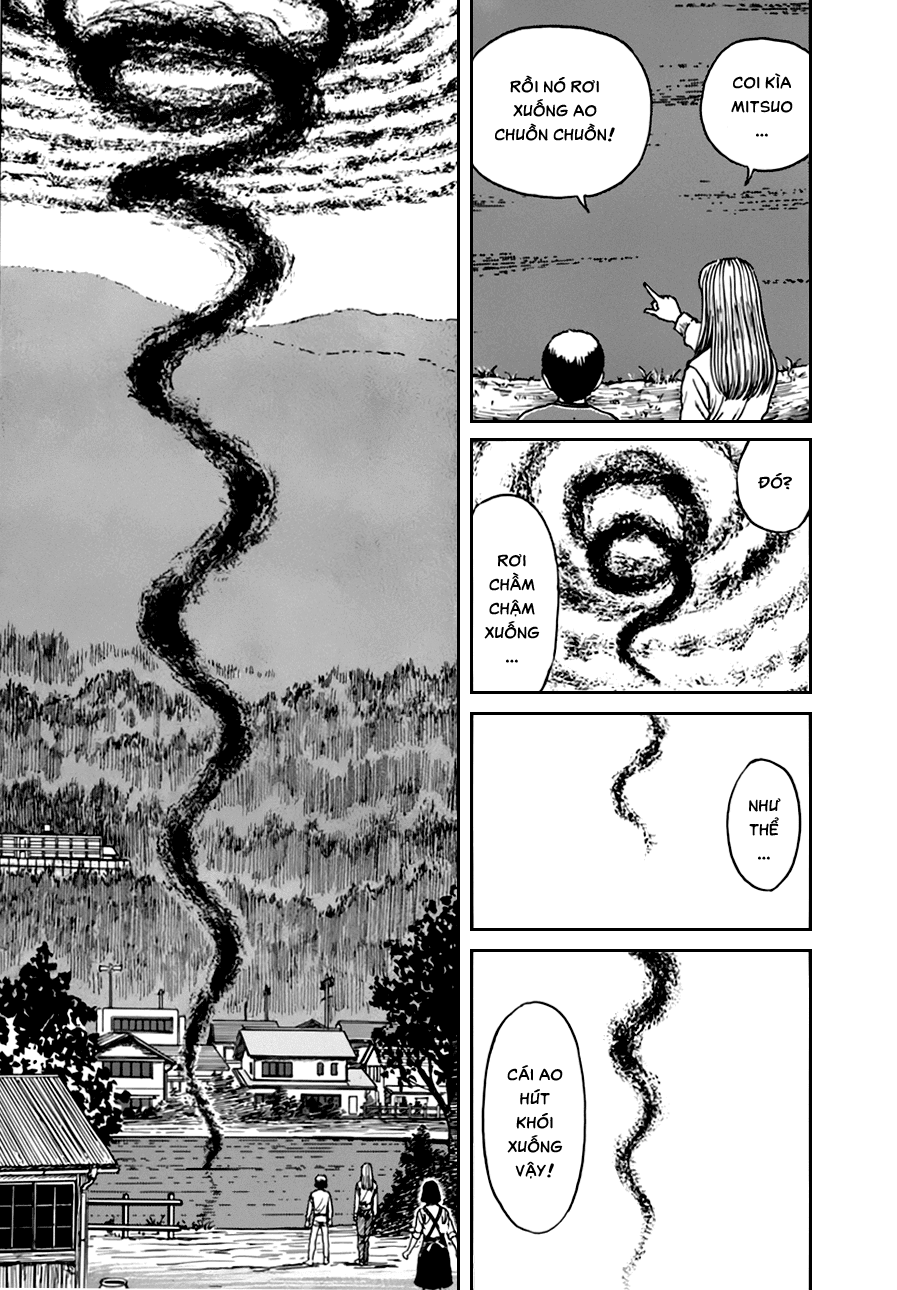 COI KÌA
MITSUO
...
RỒI NÓ RƠI
XUỐNG AO
CHUỒN CHUỒN!
ĐÓ?
RƠI
CHẦM
CHẬM
XUỐNG
...
NHƯ
THỂ
...
CÁI AO
HÚT
KHÓI
XUỐNG
VẬY!